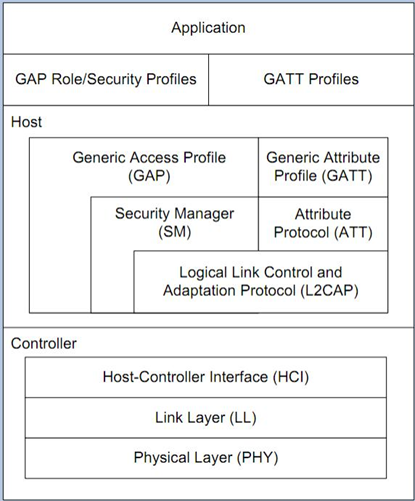 Application
GAP Role/Security Profiles
GATT Profiles
Host
Generic Access Profile
(GAP)
Generic Attribute
Profile (GATT)
Security Manager
(SM)
Attribute
Protocol (ATT)
Logical Link Control and
Adaptation Protocol (L2CAP)
Controller
Host-Controller Interface (HCI)
Link Layer (LL)
Physical Layer (PHY)